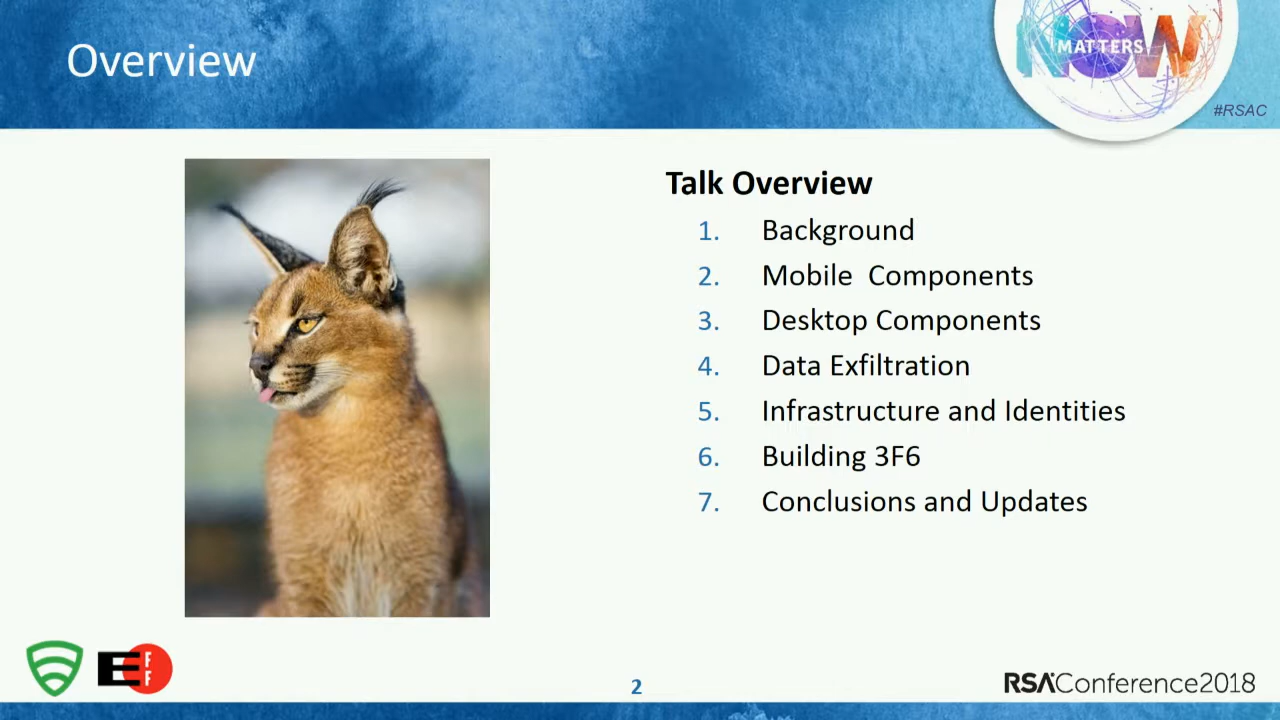 Overview
NOW
MATTERS
#RSAC
Talk Overview
1. Background
2. Mobile  Components
3. Desktop Components
4. Data Exfiltration
5. Infrastructure and Identities
6. Building 3F6
7. Conclusions and Updates
EFF
2
RSAConference2018